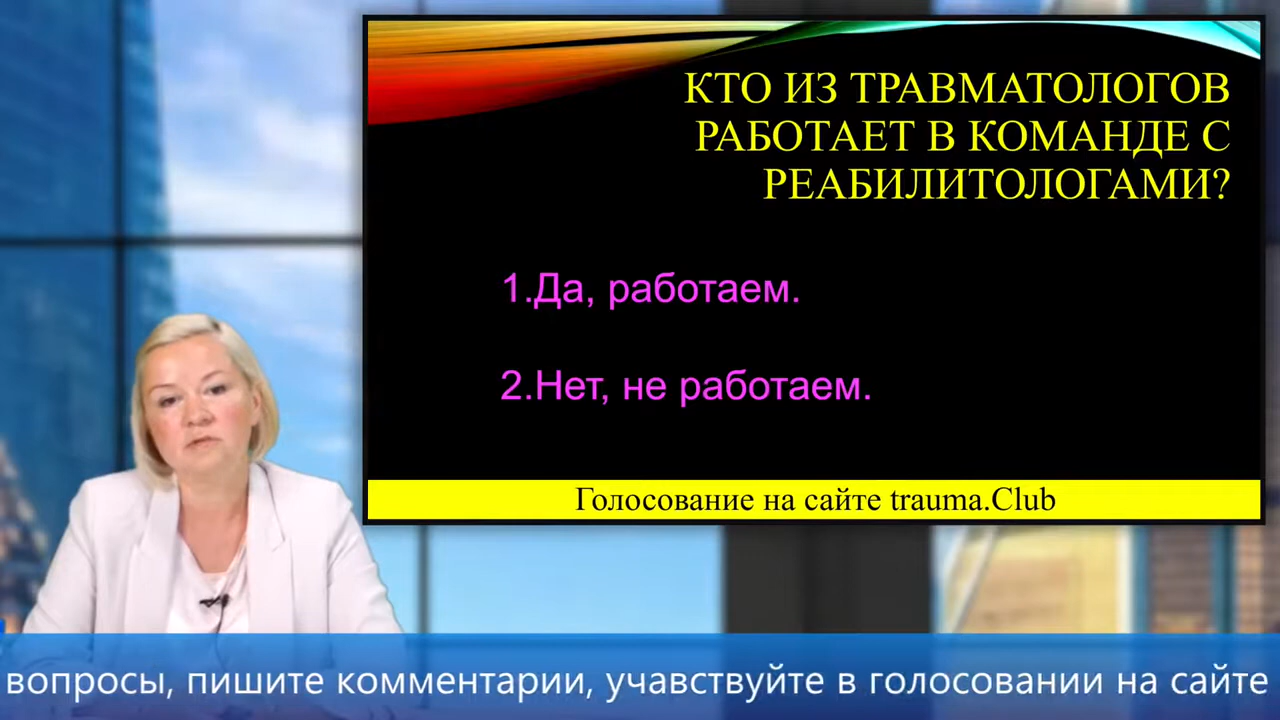 КТО ИЗ ТРАВМАТОЛОГОВ
РАБОТАЕТ В КОМАНДЕ С
РЕАБИЛИТОЛОГАМИ?
1.Да, работаем.
2.Нет, не работаем.
Голосование на сайте trauma.Club
вопросы, пишите комментарии, учавствуйте в голосовании на сайте